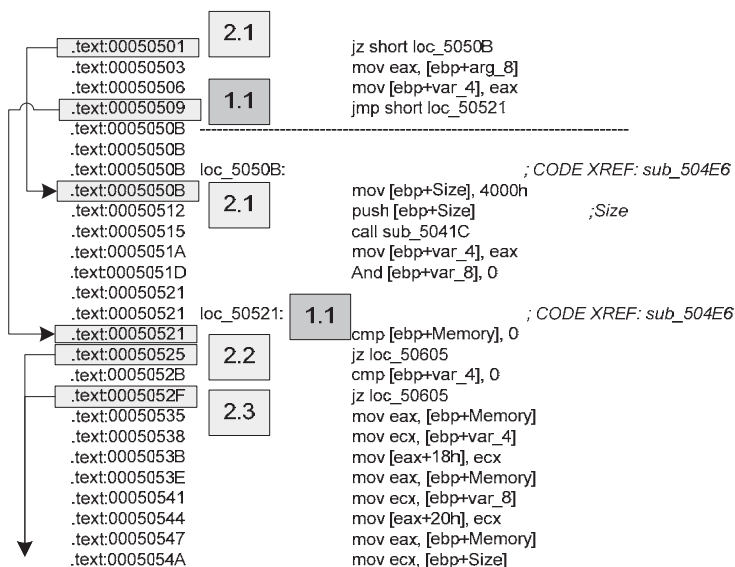 .text:00050501 2.1 jz short loc_5050B
.text:00050503 mov eax, [ebp+arg_8]
.text:00050506 mov [ebp+var_4], eax
.text:00050509 1.1 jmp short loc_50521
.text:0005050B --------------------------------------------------------------
.text:0005050B
.text:0005050B loc_5050B: ; CODE XREF: sub_504E6
.text:0005050B 2.1 mov [ebp+Size], 4000h
.text:00050512 push [ebp+Size] ;Size
.text:00050515 call sub_5041C
.text:0005051A mov [ebp+var_4], eax
.text:0005051D And [ebp+var_8], 0
.text:00050521
.text:00050521 loc_50521: 1.1 ; CODE XREF: sub_504E6
.text:00050521 cmp [ebp+Memory], 0
.text:00050525 2.2 jz loc_50605
.text:0005052B cmp [ebp+var_4], 0
.text:0005052F 2.3 jz loc_50605
.text:00050535 mov eax, [ebp+Memory]
.text:00050538 mov ecx, [ebp+var_4]
.text:0005053B mov [eax+18h], ecx
.text:0005053E mov eax, [ebp+Memory]
.text:00050541 mov ecx, [ebp+var_8]
.text:00050544 mov [eax+20h], ecx
.text:00050547 mov eax, [ebp+Memory]
.text:0005054A mov ecx, [ebp+Size]